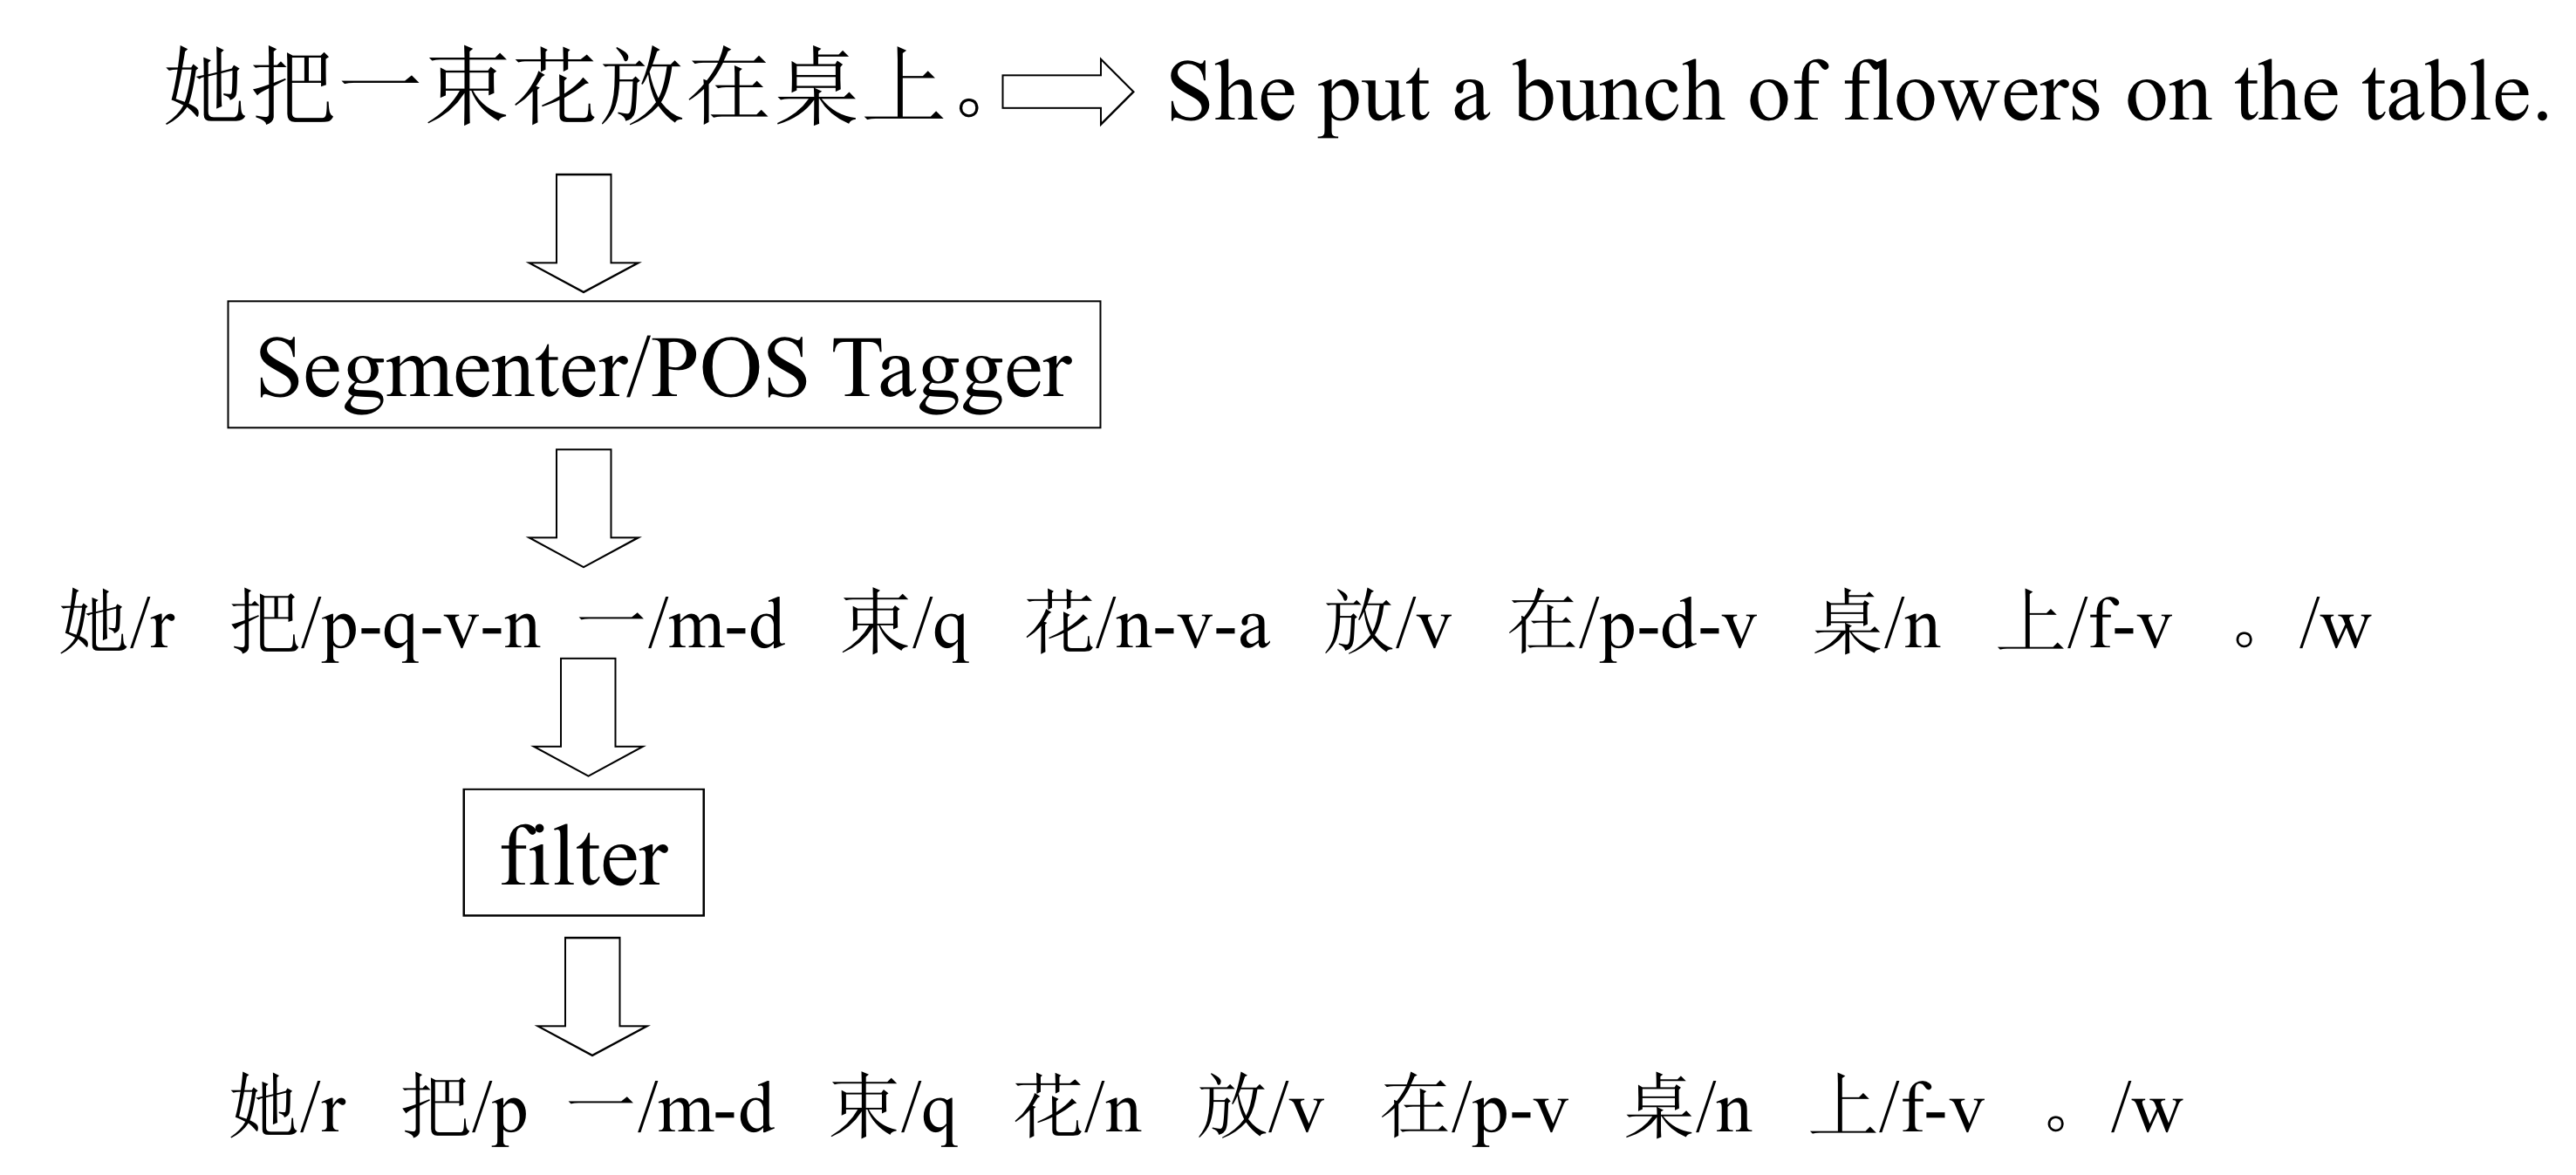 她把一束花放在桌上。 She put a bunch of flowers on the table.
Segmenter/POS Tagger
她/r 把/p-q-v-n 一/m-d 束/q 花/n-v-a 放/v 在/p-d-v 桌/n 上/f-v 。/w
filter
她/r 把/p 一/m-d 束/q 花/n 放/v 在/p-v 桌/n 上/f-v 。/w